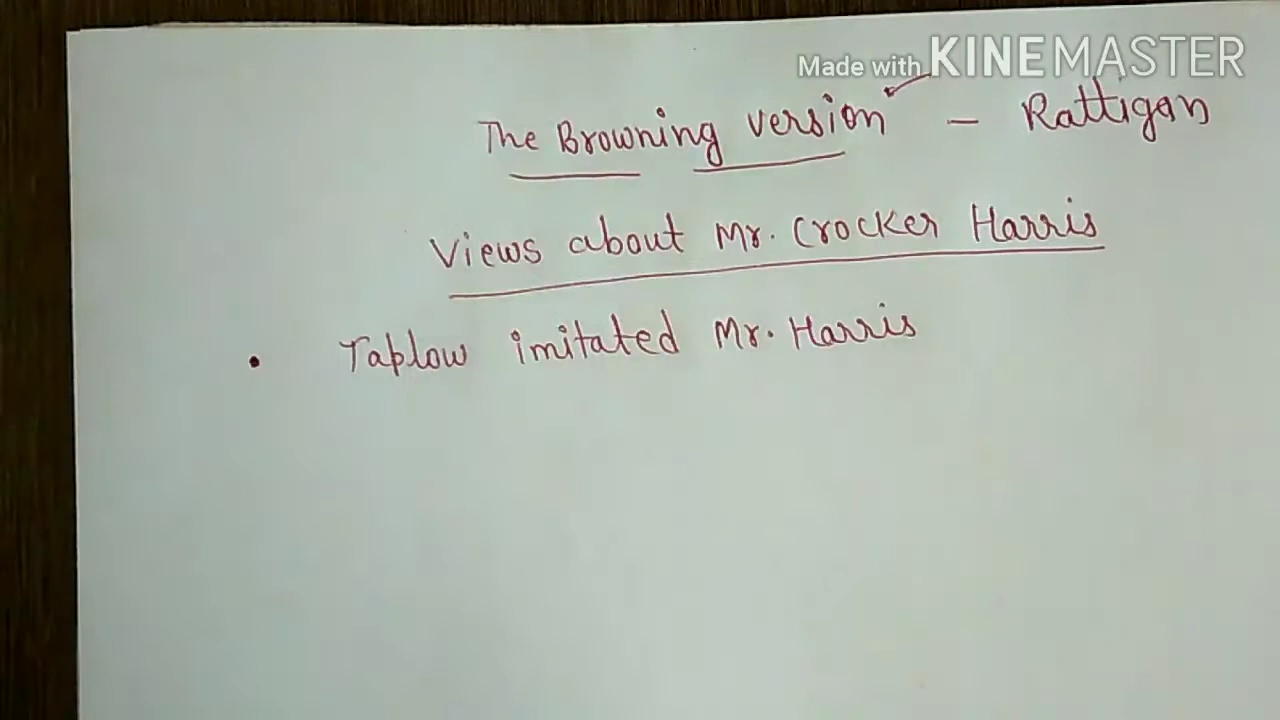 Made with KINEMASTER
The Browning version - Rattigan
Views about Mr. Crocker Harris
• Taplow imitated Mr. Harris